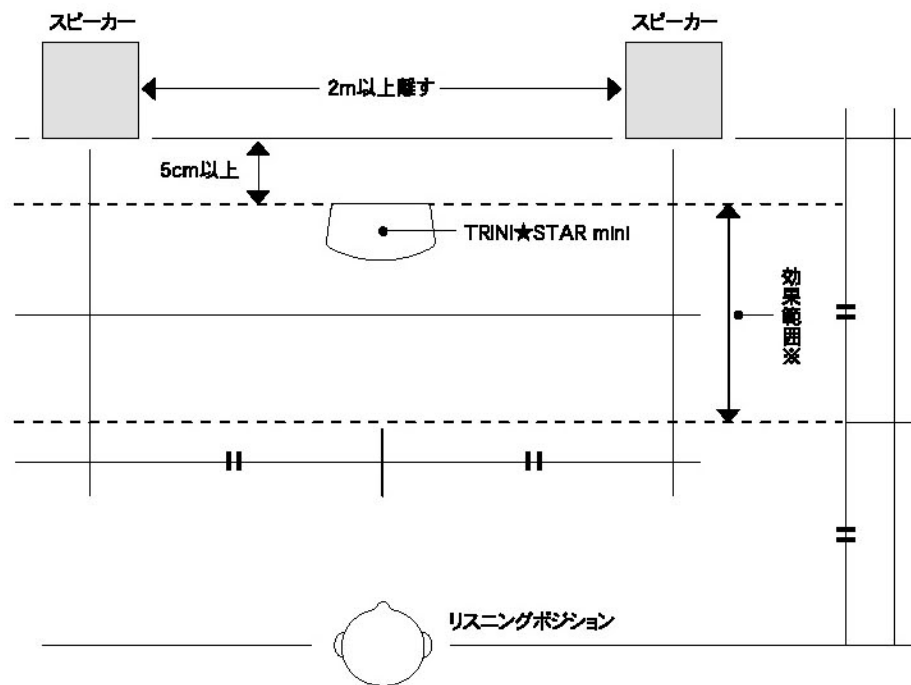 スピーカー
スピーカー
2m以上離す
5cm以上
TRINI★STAR mini
効果範囲※
リスニングポジション